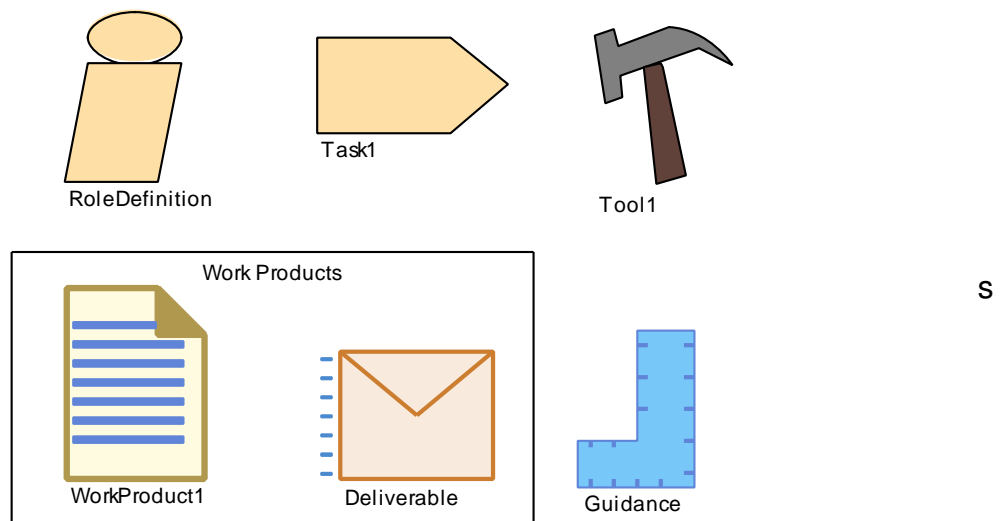 RoleDefinition
Task1
Tool1
Work Products
s
WorkProduct1
Deliverable
Guidance